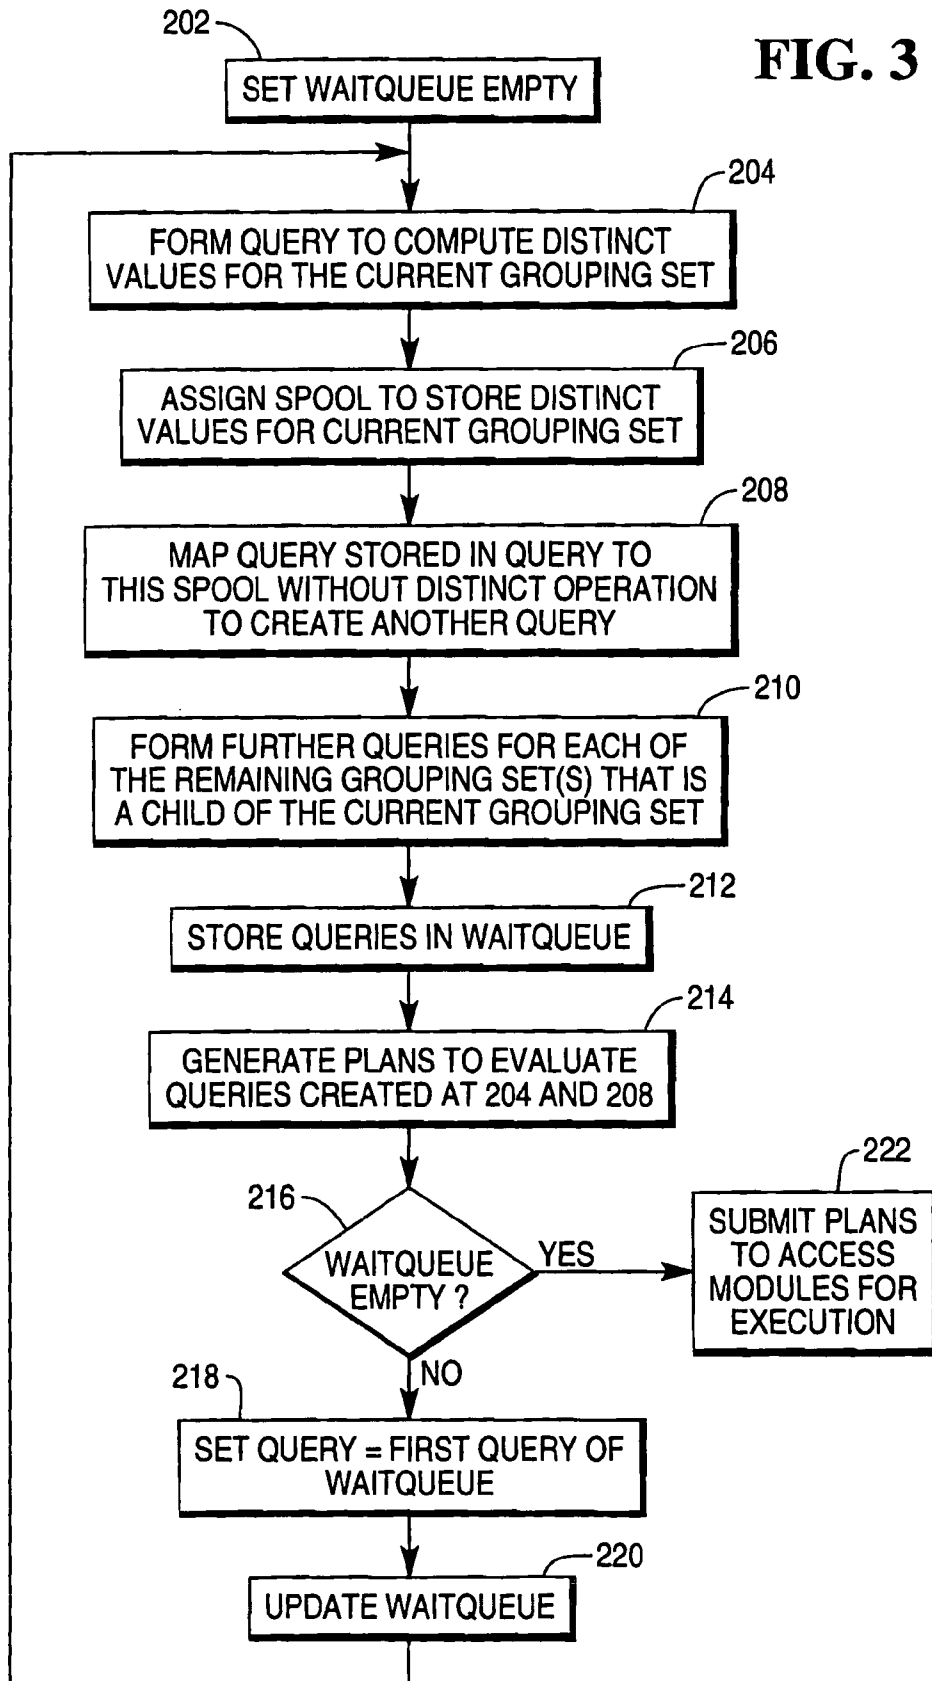 FIG. 3
202
SET WAITQUEUE EMPTY
204
FORM QUERY TO COMPUTE DISTINCT
VALUES FOR THE CURRENT GROUPING SET
206
ASSIGN SPOOL TO STORE DISTINCT
VALUES FOR CURRENT GROUPING SET
208
MAP QUERY STORED IN QUERY TO
THIS SPOOL WITHOUT DISTINCT OPERATION
TO CREATE ANOTHER QUERY
210
FORM FURTHER QUERIES FOR EACH OF
THE REMAINING GROUPING SET(S) THAT IS
A CHILD OF THE CURRENT GROUPING SET
212
STORE QUERIES IN WAITQUEUE
214
GENERATE PLANS TO EVALUATE
QUERIES CREATED AT 204 AND 208
216
WAITQUEUE
EMPTY ?
YES
222
SUBMIT PLANS
TO ACCESS
MODULES FOR
EXECUTION
NO
218
SET QUERY = FIRST QUERY OF
WAITQUEUE
220
UPDATE WAITQUEUE